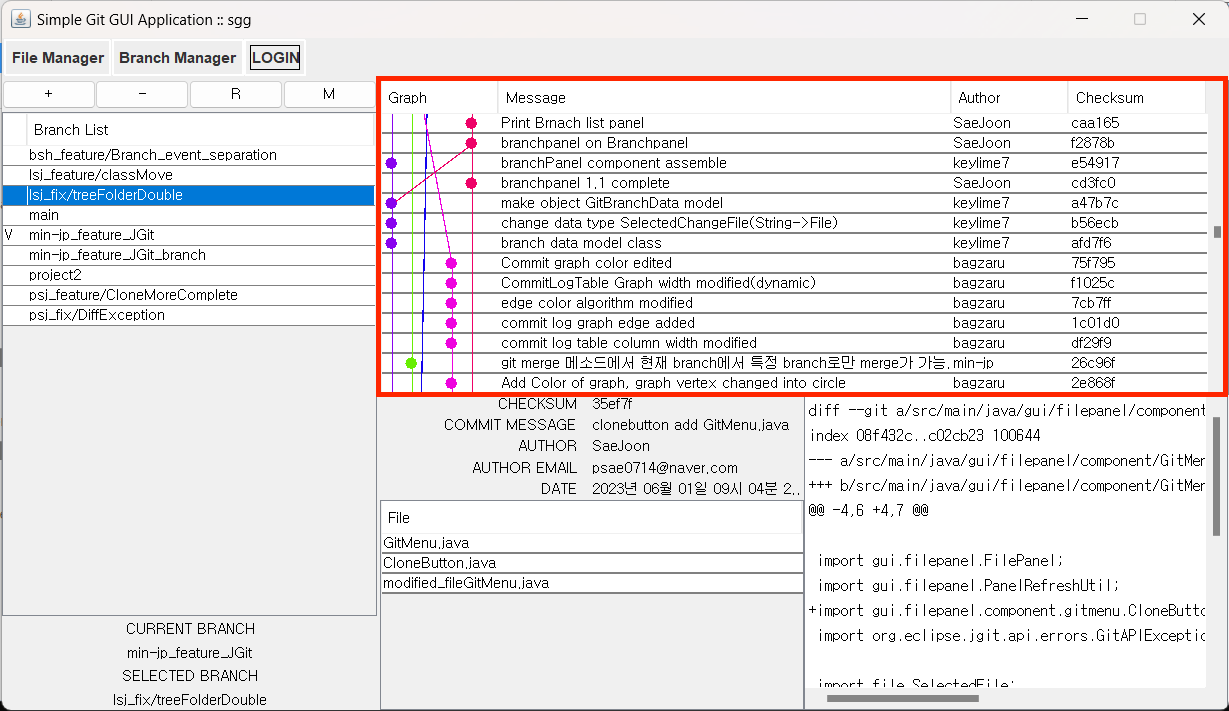 Simple Git GUI Application :: sgg
File Manager Branch Manager LOGIN
+ − R M
Branch List
bsh_feature/Branch_event_separation
lsj_feature/classMove
lsj_fix/treeFolderDouble
main
V min-jp_feature_JGit
min-jp_feature_JGit_branch
project2
psj_feature/CloneMoreComplete
psj_fix/DiffException
CURRENT BRANCH
min-jp_feature_JGit
SELECTED BRANCH
lsj_fix/treeFolderDouble
Graph Message Author Checksum
Print Brnach list panel SaeJoon caa165
branchpanel on Branchpanel SaeJoon f2878b
branchPanel component assemble keylime7 e54917
branchpanel 1.1 complete SaeJoon cd3fc0
make object GitBranchData model keylime7 a47b7c
change data type SelectedChangeFile(String->File) keylime7 b56ecb
branch data model class keylime7 afd7f6
Commit graph color edited bagzaru 75f795
CommitLogTable Graph width modified(dynamic) bagzaru f1025c
edge color algorithm modified bagzaru 7cb7ff
commit log graph edge added bagzaru 1c01d0
commit log table column width modified bagzaru df29f9
git merge 메소드에서 현재 branch에서 특정 branch로만 merge가 가능. min-jp 26c96f
Add Color of graph, graph vertex changed into circle bagzaru 2e868f
CHECKSUM 35ef7f
COMMIT MESSAGE clonebutton add GitMenu.java
AUTHOR SaeJoon
AUTHOR EMAIL psae0714@naver.com
DATE 2023년 06월 01일 09시 04분 2..
File
GitMenu.java
CloneButton.java
modified_fileGitMenu.java
diff --git a/src/main/java/gui/filepanel/component
index 08f432c..c02cb23 100644
--- a/src/main/java/gui/filepanel/component/GitMer
+++ b/src/main/java/gui/filepanel/component/GitMer
@@ -4,6 +4,7 @@
import gui.filepanel.FilePanel;
import gui.filepanel.PanelRefreshUtil;
+import gui.filepanel.component.gitmenu.CloneButto
import org.eclipse.jgit.api.errors.GitAPIExceptio
import file.SelectedFile;